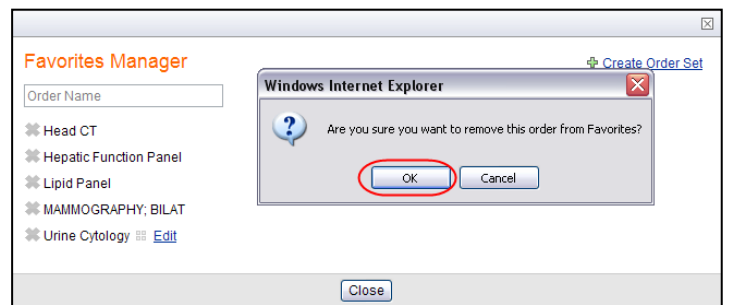 Favorites Manager
Create Order Set
Order Name
Windows Internet Explorer
Are you sure you want to remove this order from Favorites?
OK Cancel
Head CT
Hepatic Function Panel
Lipid Panel
MAMMOGRAPHY; BILAT
Urine Cytology Edit
Close